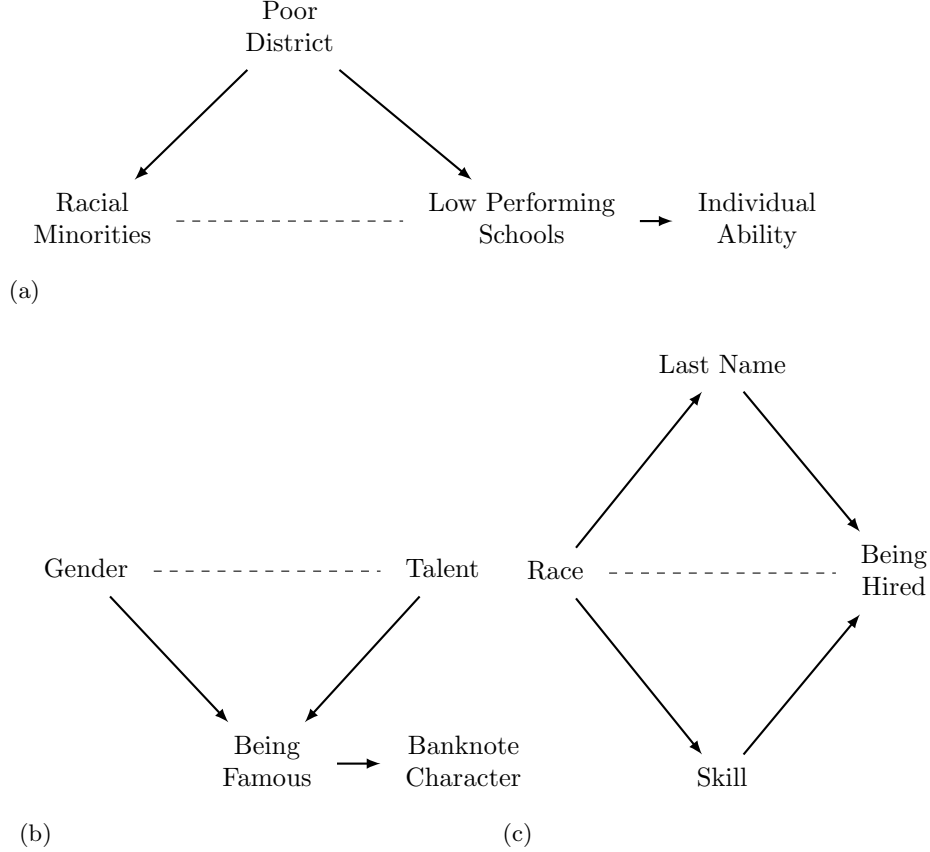 Poor
District
Racial
Minorities
Low Performing
Schools
Individual
Ability
(a)
Last Name
Gender
Talent
Race
Being
Hired
Being
Famous
Banknote
Character
Skill
(b)
(c)